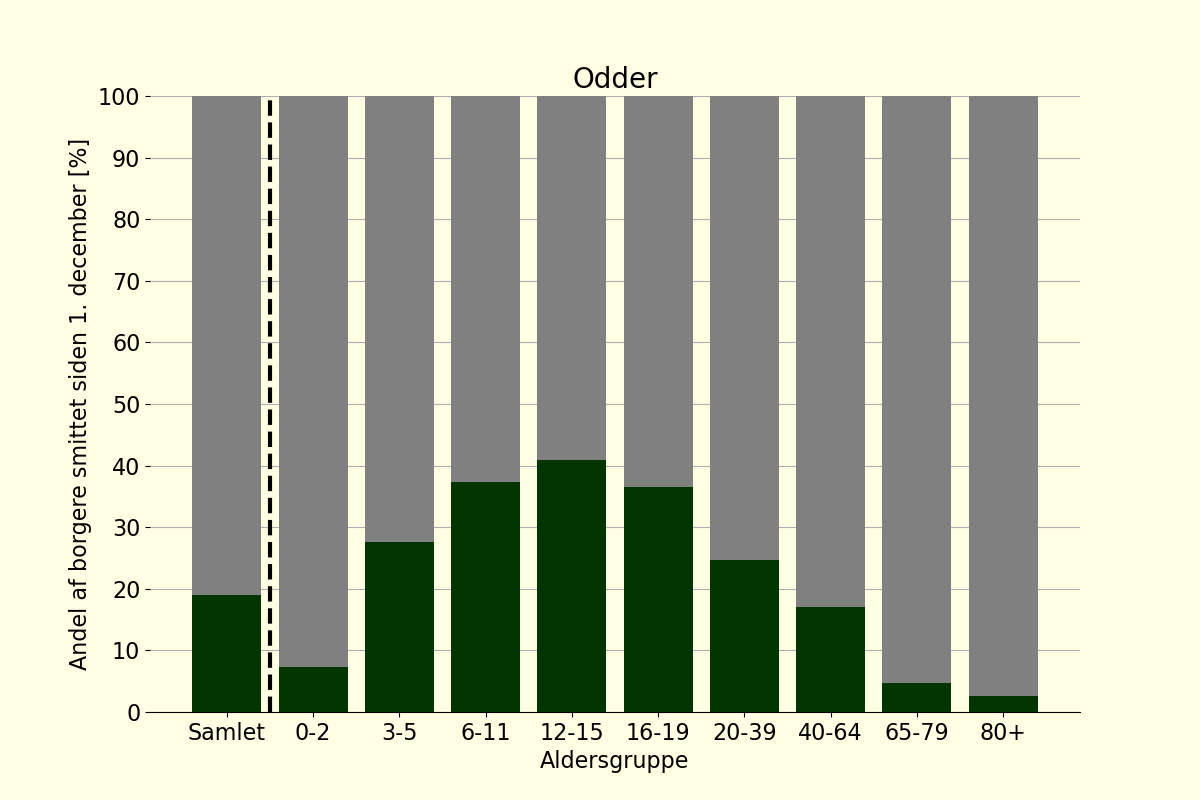 Odder
Andel af borgere smittet siden 1. december [%]
100
90
80
70
60
50
40
30
20
10
0
Samlet 0-2 3-5 6-11 12-15 16-19 20-39 40-64 65-79 80+
Aldersgruppe